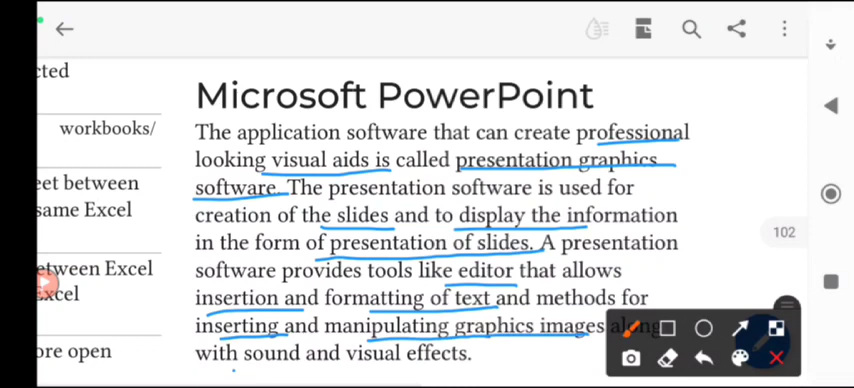 cted
workbooks/
eet between
same Excel
etween Excel
Excel
ore open
Microsoft PowerPoint
The application software that can create professional
looking visual aids is called presentation graphics
software. The presentation software is used for
creation of the slides and to display the information
in the form of presentation of slides. A presentation
software provides tools like editor that allows
insertion and formatting of text and methods for
inserting and manipulating graphics images along
with sound and visual effects.
102